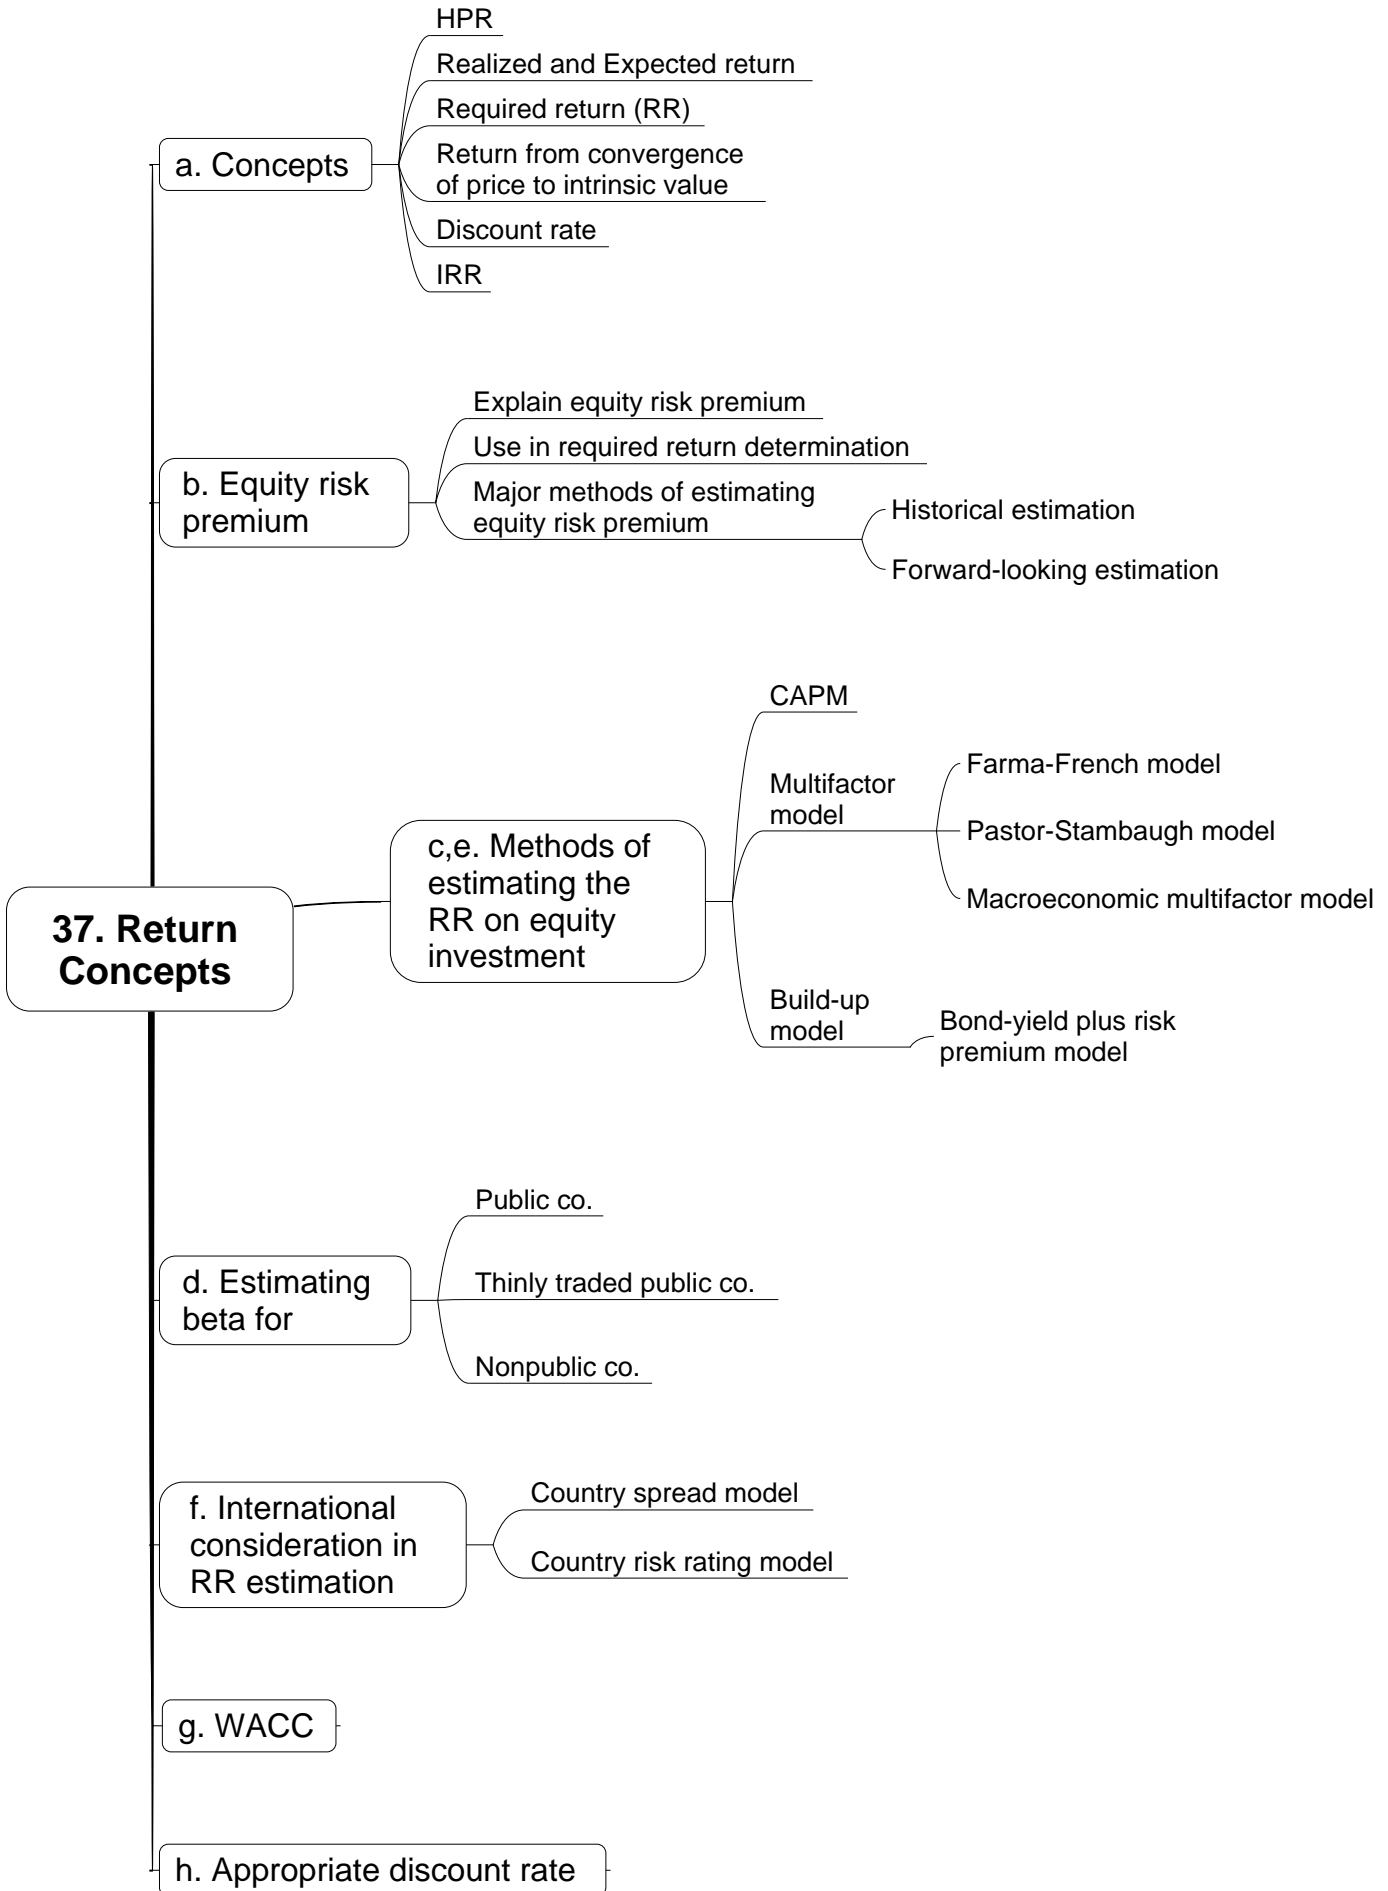 HPR
Realized and Expected return
Required return (RR)
Return from convergence
of price to intrinsic value
Discount rate
IRR
a. Concepts
Explain equity risk premium
Use in required return determination
Major methods of estimating
equity risk premium
Historical estimation
Forward-looking estimation
b. Equity risk
premium
CAPM
Multifactor
model
Farma-French model
Pastor-Stambaugh model
Macroeconomic multifactor model
c,e. Methods of
estimating the
RR on equity
investment
Build-up
model
Bond-yield plus risk
premium model
37. Return
Concepts
Public co.
Thinly traded public co.
Nonpublic co.
d. Estimating
beta for
Country spread model
Country risk rating model
f. International
consideration in
RR estimation
g. WACC
h. Appropriate discount rate